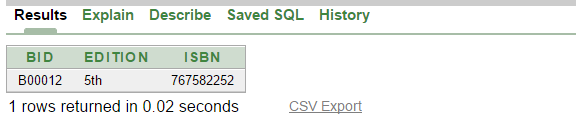 Results Explain Describe Saved SQL History
BID EDITION ISBN
B00012 5th 767582252
1 rows returned in 0.02 seconds CSV Export